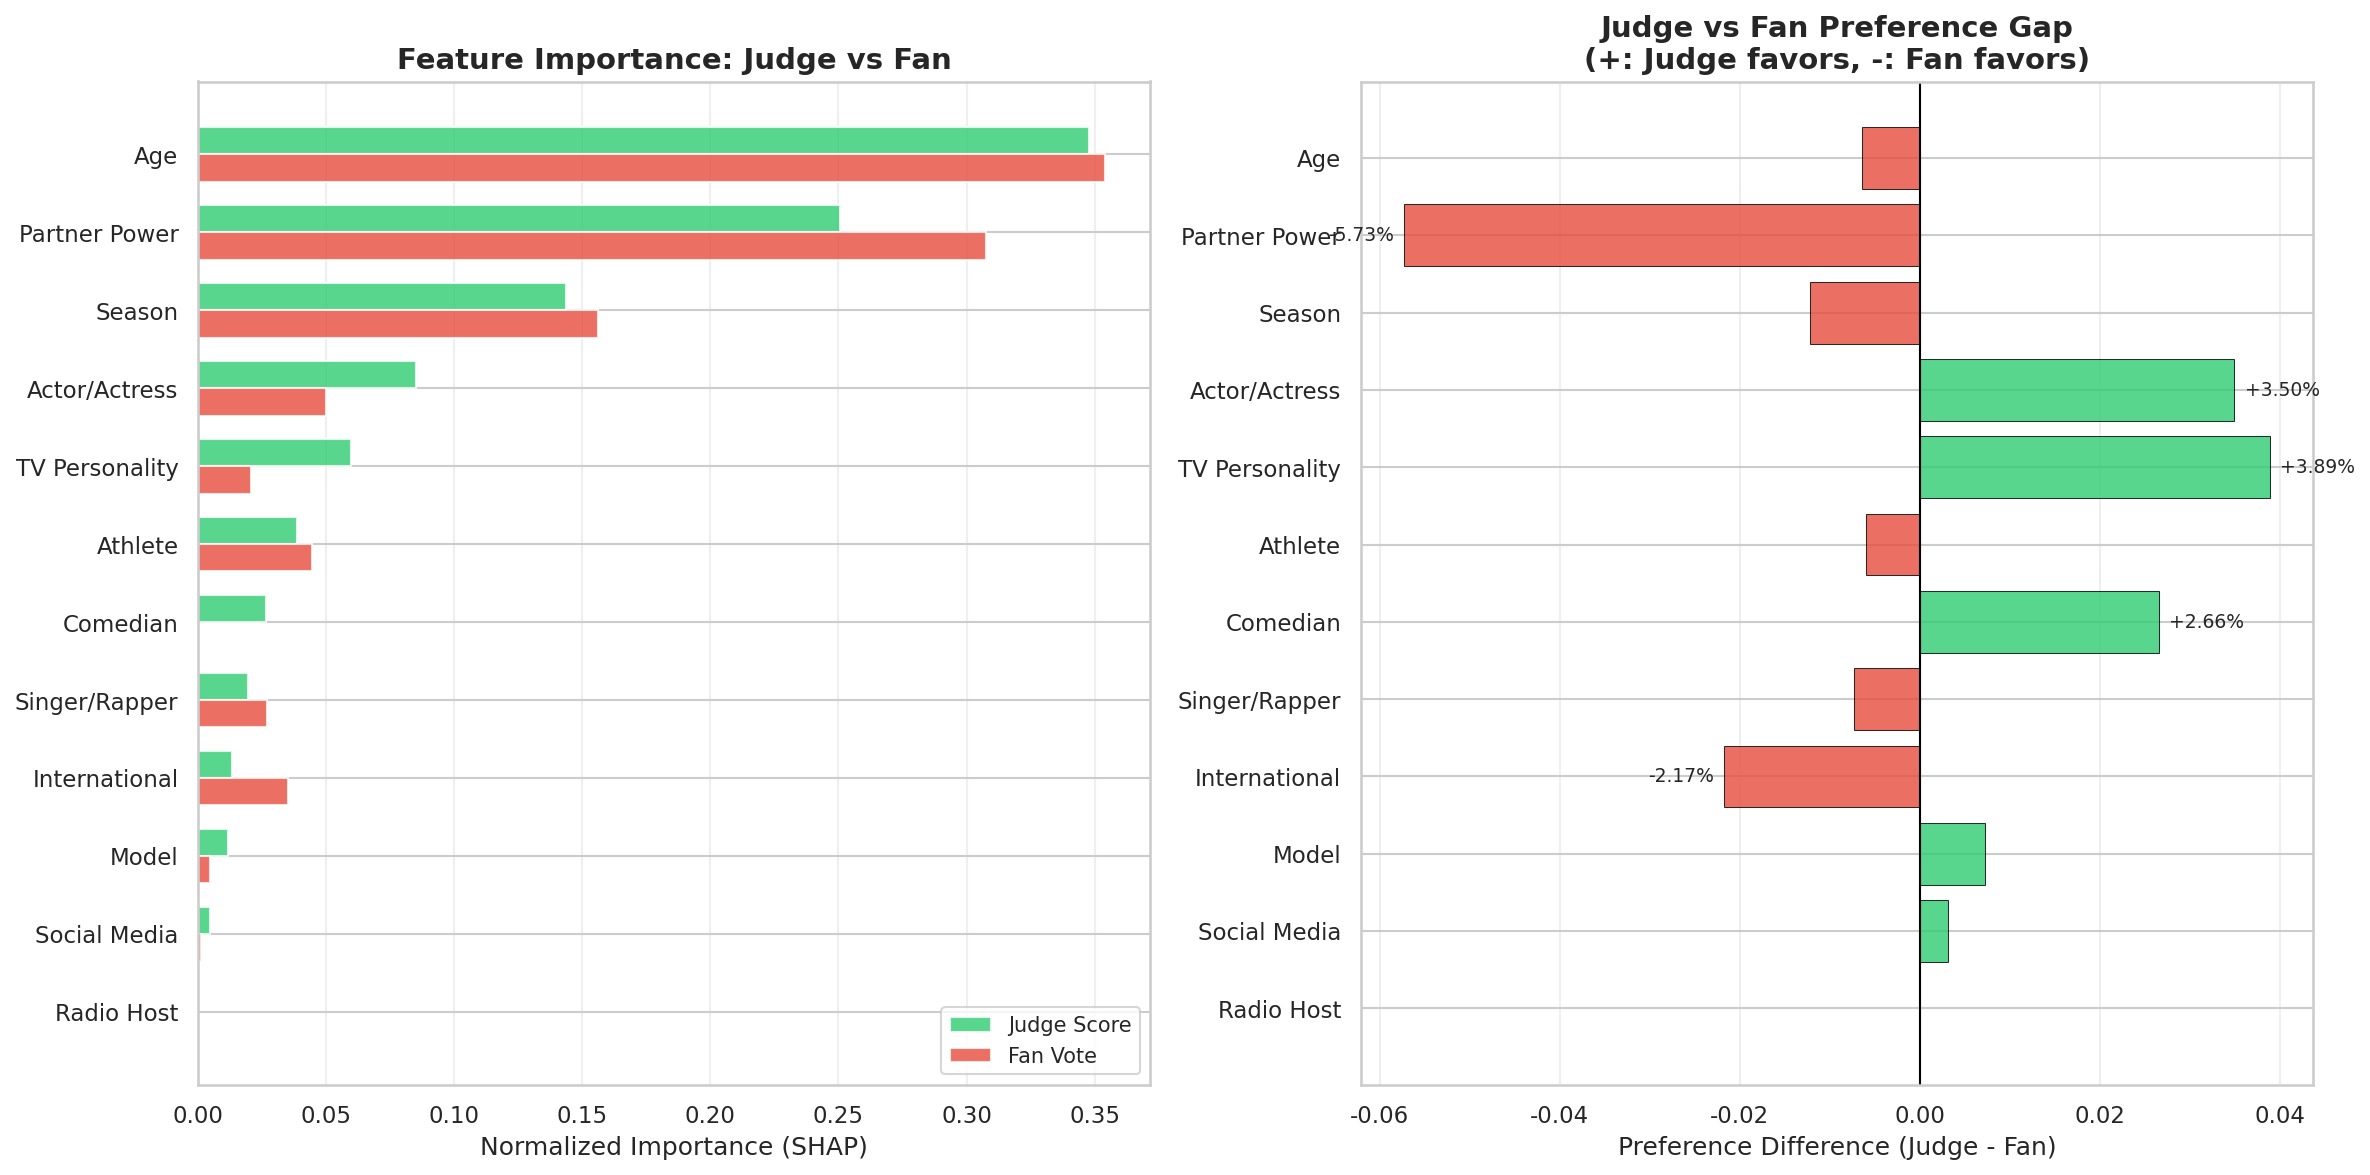 Feature Importance: Judge vs Fan
Age
Partner Power
Season
Actor/Actress
TV Personality
Athlete
Comedian
Singer/Rapper
International
Model
Social Media
Radio Host
Judge Score
Fan Vote
0.00 0.05 0.10 0.15 0.20 0.25 0.30 0.35
Normalized Importance (SHAP)
Judge vs Fan Preference Gap
(+: Judge favors, -: Fan favors)
Age
Partner Power -5.73%
Season
Actor/Actress +3.50%
TV Personality +3.89%
Athlete
Comedian +2.66%
Singer/Rapper
International -2.17%
Model
Social Media
Radio Host
-0.06 -0.04 -0.02 0.00 0.02 0.04
Preference Difference (Judge - Fan)